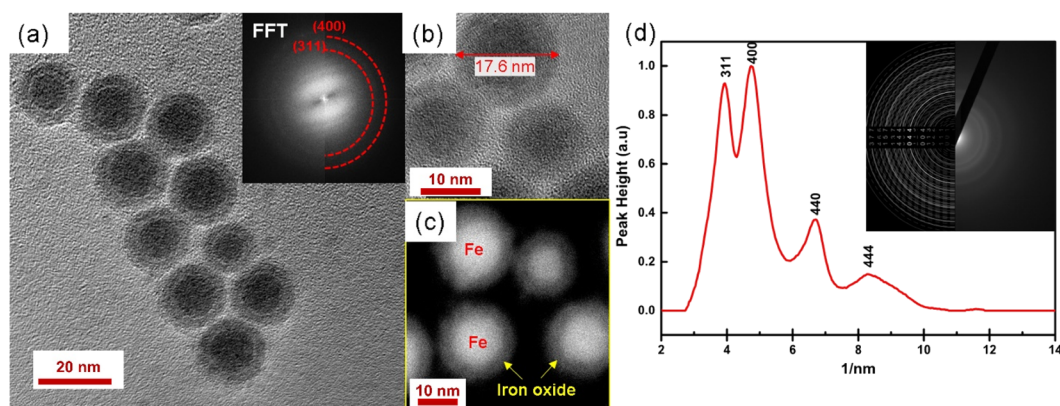 (a)
FFT
(400)
(311)
20 nm
(b)
17.6 nm
10 nm
(c)
Fe
Fe
Iron oxide
10 nm
(d)
311
400
440
444
Peak Height (a.u)
1.0
0.8
0.6
0.4
0.2
0.0
2 4 6 8 10 12 14
1/nm